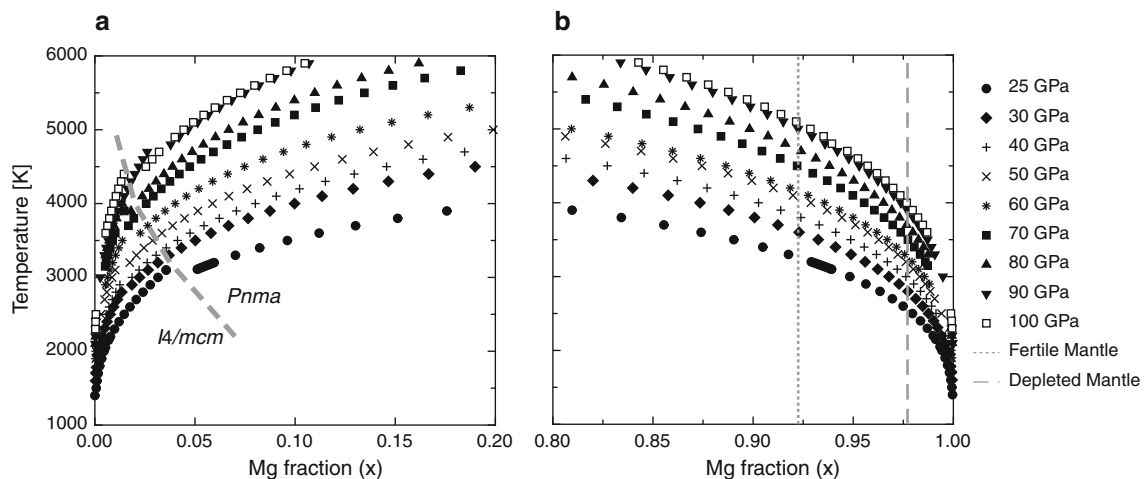 a
b
Temperature [K]
6000
5000
4000
3000
2000
1000
0.00
0.05
0.10
0.15
0.20
Mg fraction (x)
Pnma
I4/mcm
0.80
0.85
0.90
0.95
1.00
Mg fraction (x)
25 GPa
30 GPa
40 GPa
50 GPa
60 GPa
70 GPa
80 GPa
90 GPa
100 GPa
Fertile Mantle
Depleted Mantle